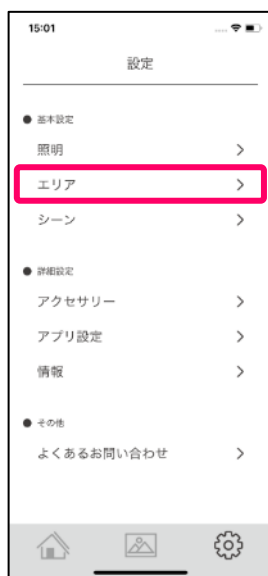 15:01
設定
● 基本設定
照明
エリア
シーン
● 詳細設定
アクセサリー
アプリ設定
情報
● その他
よくあるお問い合わせ